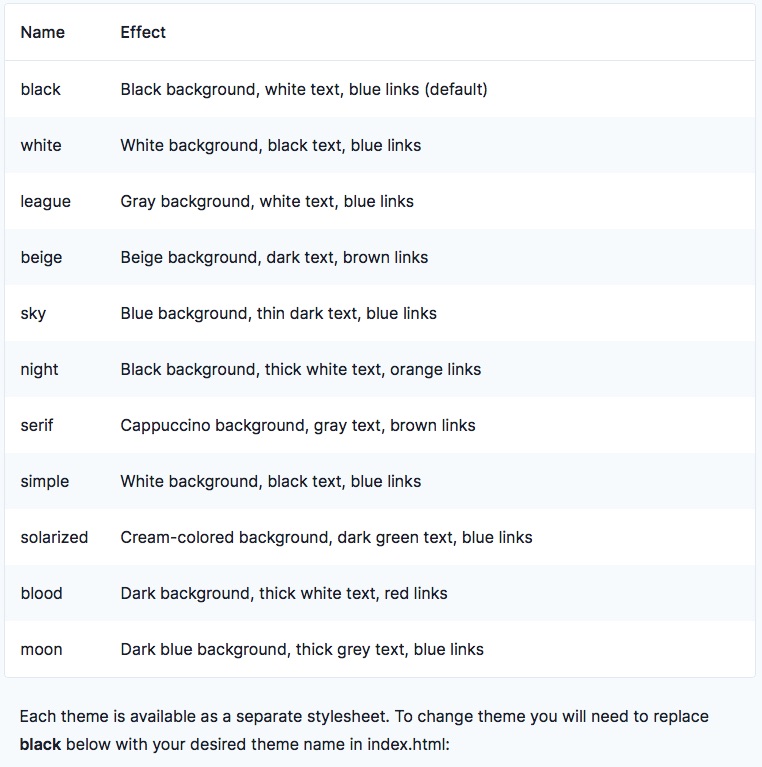 Name Effect
black Black background, white text, blue links (default)
white White background, black text, blue links
league Gray background, white text, blue links
beige Beige background, dark text, brown links
sky Blue background, thin dark text, blue links
night Black background, thick white text, orange links
serif Cappuccino background, gray text, brown links
simple White background, black text, blue links
solarized Cream-colored background, dark green text, blue links
blood Dark background, thick white text, red links
moon Dark blue background, thick grey text, blue links
Each theme is available as a separate stylesheet. To change theme you will need to replace
black below with your desired theme name in index.html: